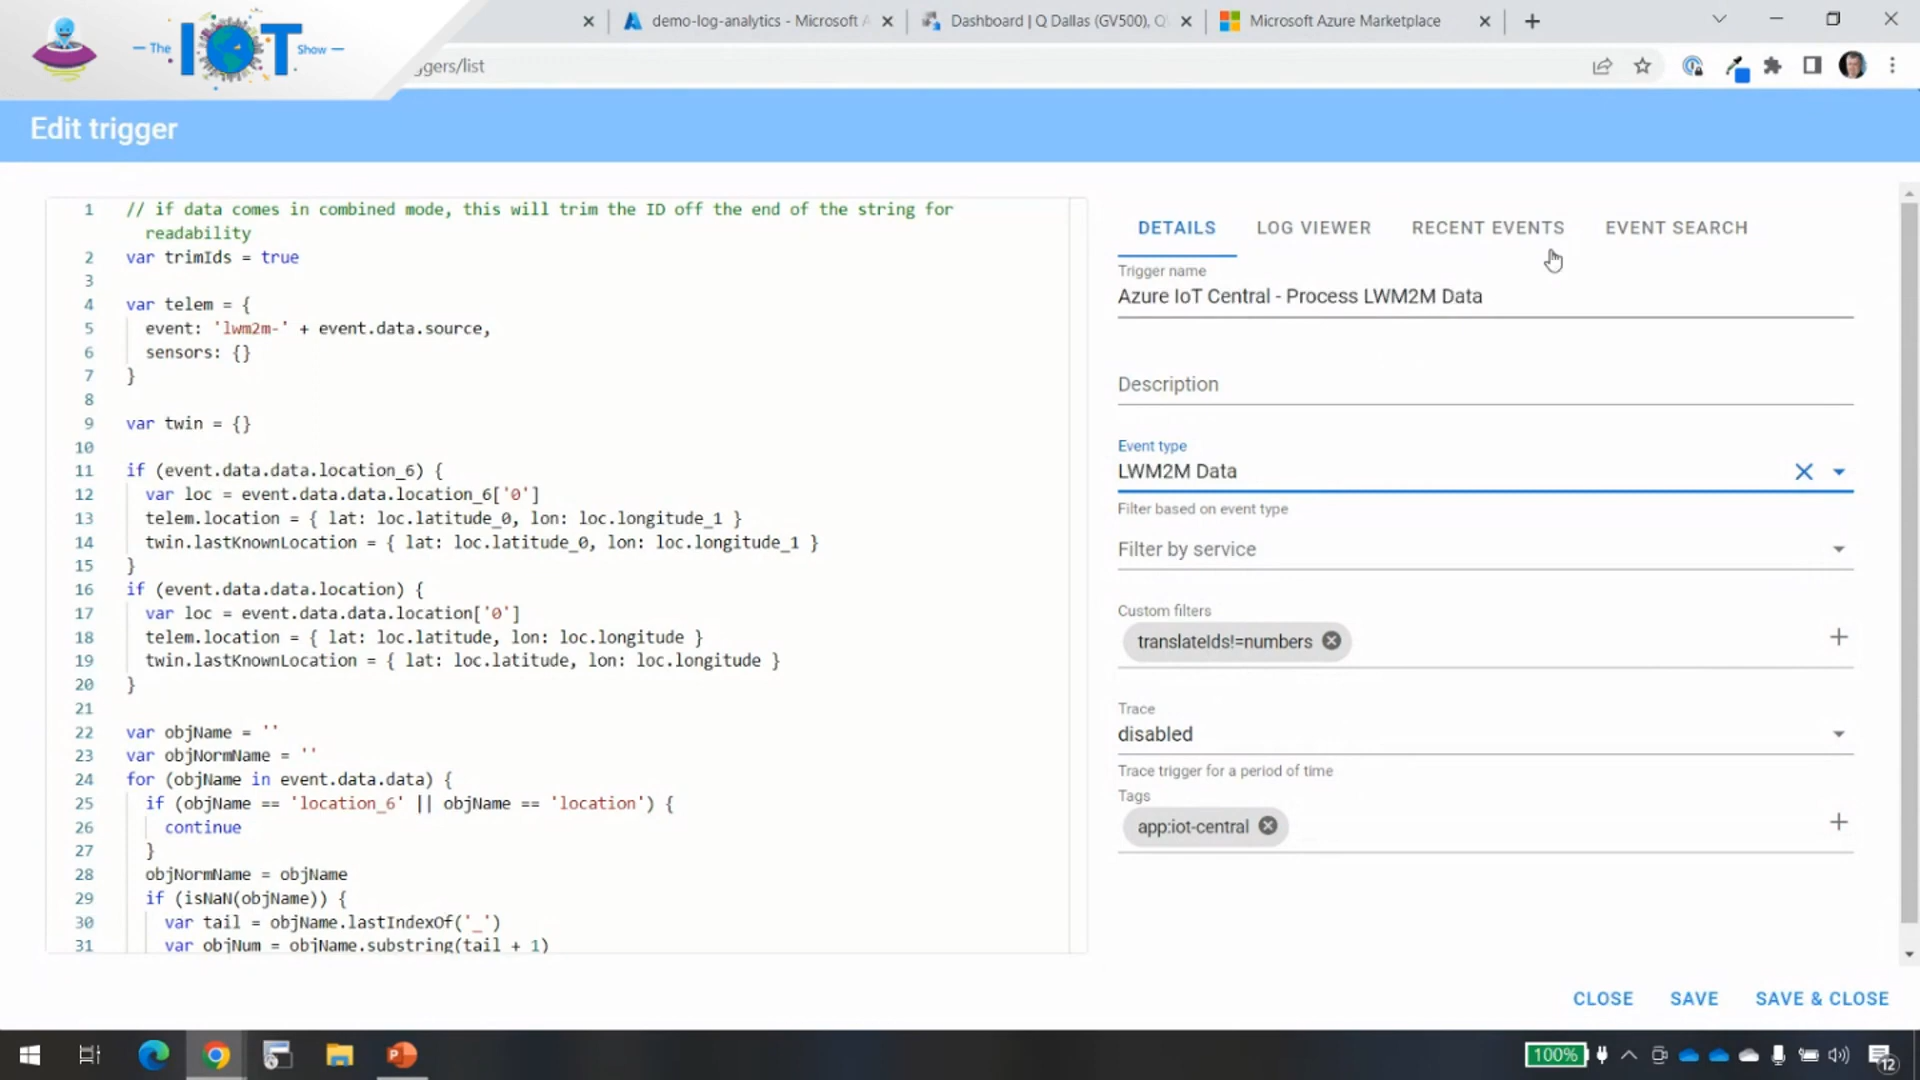 The IOT Show
demo-log-analytics - Microsoft A
Dashboard | Q Dallas (GV500), Q
Microsoft Azure Marketplace
ggers/list
Edit trigger
1 // if data comes in combined mode, this will trim the ID off the end of the string for
readability
2 var trimIds = true
3
4 var telem = {
5 event: 'lwm2m-' + event.data.source,
6 sensors: {}
7 }
8
9 var twin = {}
10
11 if (event.data.data.location_6) {
12 var loc = event.data.data.location_6['0']
13 telem.location = { lat: loc.latitude_0, lon: loc.longitude_1 }
14 twin.lastKnownLocation = { lat: loc.latitude_0, lon: loc.longitude_1 }
15 }
16 if (event.data.data.location) {
17 var loc = event.data.data.location['0']
18 telem.location = { lat: loc.latitude, lon: loc.longitude }
19 twin.lastKnownLocation = { lat: loc.latitude, lon: loc.longitude }
20 }
21
22 var objName = ''
23 var objNormName = ''
24 for (objName in event.data.data) {
25 if (objName == 'location_6' || objName == 'location') {
26 continue
27 }
28 objNormName = objName
29 if (isNaN(objName)) {
30 var tail = objName.lastIndexOf('_')
31 var objNum = objName.substring(tail + 1)
DETAILS LOG VIEWER RECENT EVENTS EVENT SEARCH
Trigger name
Azure IoT Central - Process LWM2M Data
Description
Event type
LWM2M Data
Filter based on event type
Filter by service
Custom filters
translateIds!=numbers
Trace
disabled
Trace trigger for a period of time
Tags
app:iot-central
CLOSE SAVE SAVE & CLOSE
100%
12